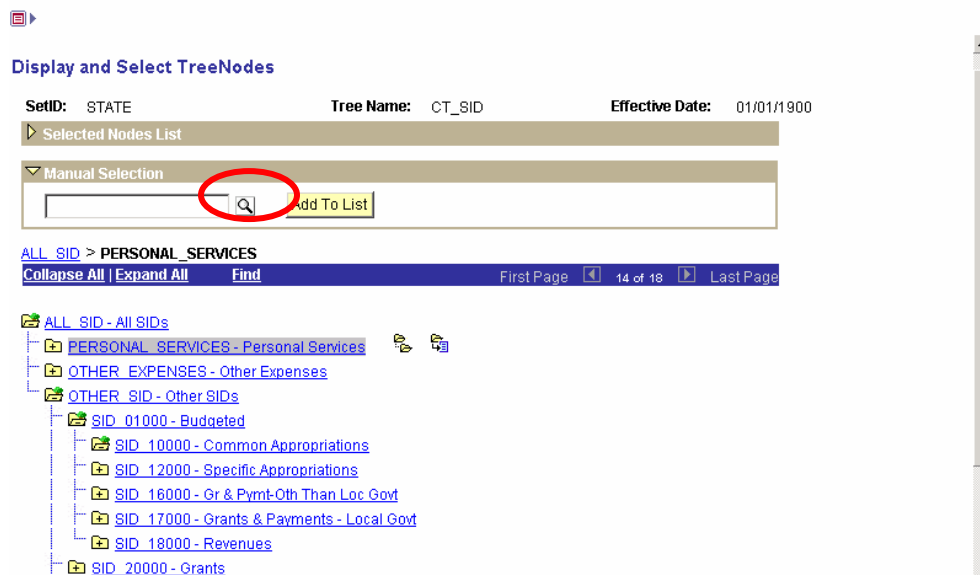 Display and Select TreeNodes
SetID: STATE Tree Name: CT_SID Effective Date: 01/01/1900
Selected Nodes List
Manual Selection
Add To List
ALL_SID > PERSONAL_SERVICES
Collapse All | Expand All Find First Page 14 of 18 Last Page
ALL_SID - All SIDs
PERSONAL_SERVICES - Personal Services
OTHER_EXPENSES - Other Expenses
OTHER_SID - Other SIDs
SID_01000 - Budgeted
SID_10000 - Common Appropriations
SID_12000 - Specific Appropriations
SID_16000 - Gr & Pymt-Oth Than Loc Govt
SID_17000 - Grants & Payments - Local Govt
SID_18000 - Revenues
SID_20000 - Grants